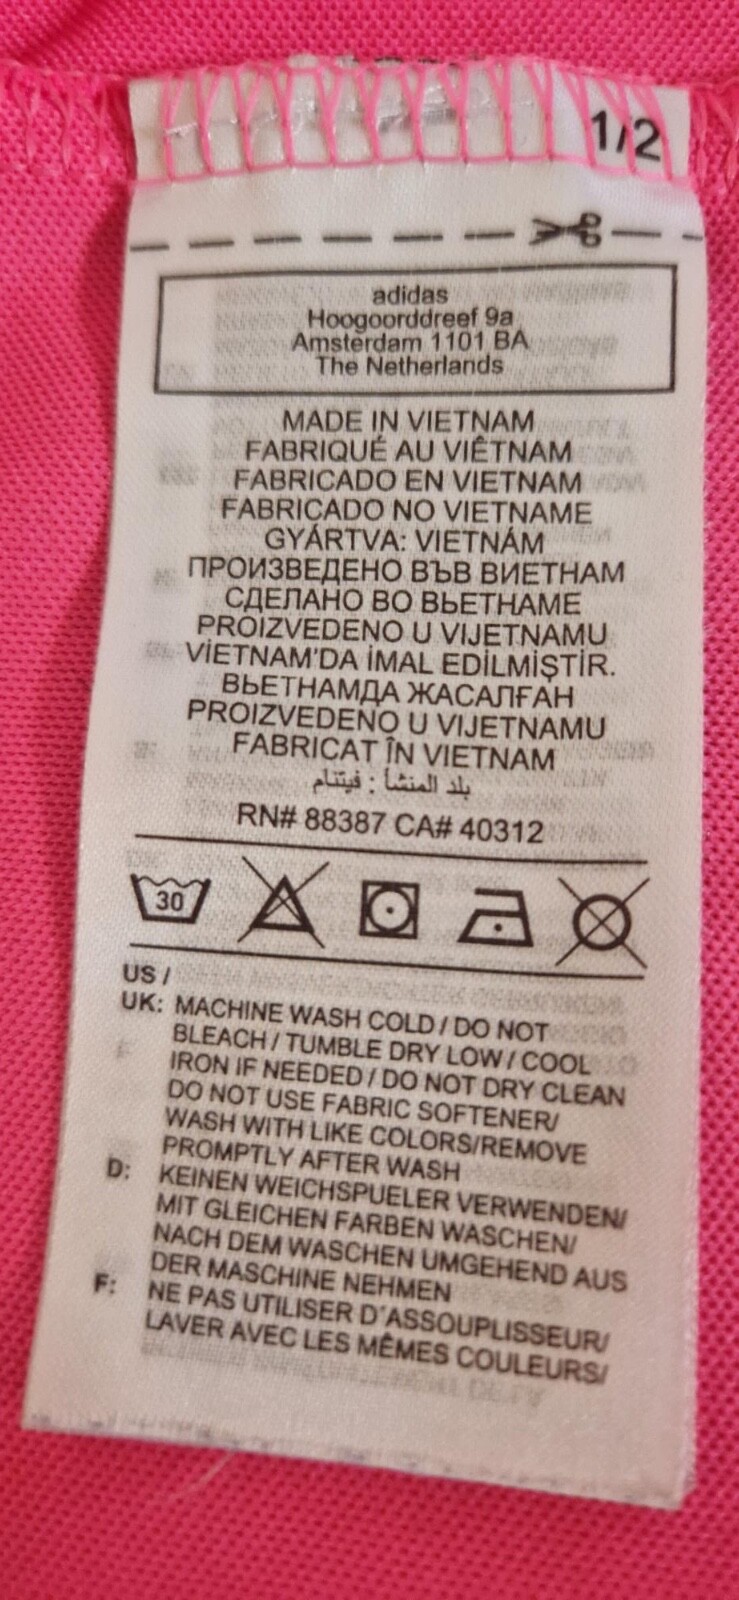 1/2
adidas
Hoogoorddreef 9a
Amsterdam 1101 BA
The Netherlands
MADE IN VIETNAM
FABRIQUÉ AU VIÊTNAM
FABRICADO EN VIETNAM
FABRICADO NO VIETNAME
GYÁRTVA: VIETNÁM
ПРОИЗВЕДЕНО ВЪВ ВИЕТНАМ
СДЕЛАНО ВО ВЬЕТНАМЕ
PROIZVEDENO U VIJETNAMU
VİETNAM'DA İMAL EDİLMİŞTİR.
ВЬЕТНАМДА ЖАСАЛҒАН
PROIZVEDENO U VIJETNAMU
FABRICAT ÎN VIETNAM
بلد المنشأ : فيتنام
RN# 88387 CA# 40312
30
US /
UK: MACHINE WASH COLD / DO NOT
BLEACH / TUMBLE DRY LOW / COOL
IRON IF NEEDED / DO NOT DRY CLEAN
DO NOT USE FABRIC SOFTENER/
WASH WITH LIKE COLORS/REMOVE
PROMPTLY AFTER WASH
D: KEINEN WEICHSPUELER VERWENDEN/
MIT GLEICHEN FARBEN WASCHEN/
NACH DEM WASCHEN UMGEHEND AUS
DER MASCHINE NEHMEN
F: NE PAS UTILISER D'ASSOUPLISSEUR/
LAVER AVEC LES MÊMES COULEURS/